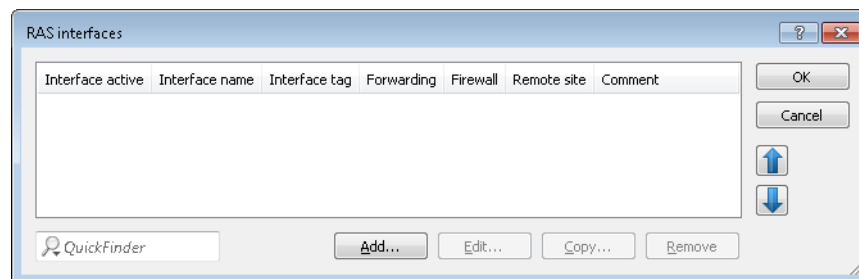 RAS interfaces
Interface active Interface name Interface tag Forwarding Firewall Remote site Comment
OK
Cancel
QuickFinder
Add... Edit... Copy... Remove